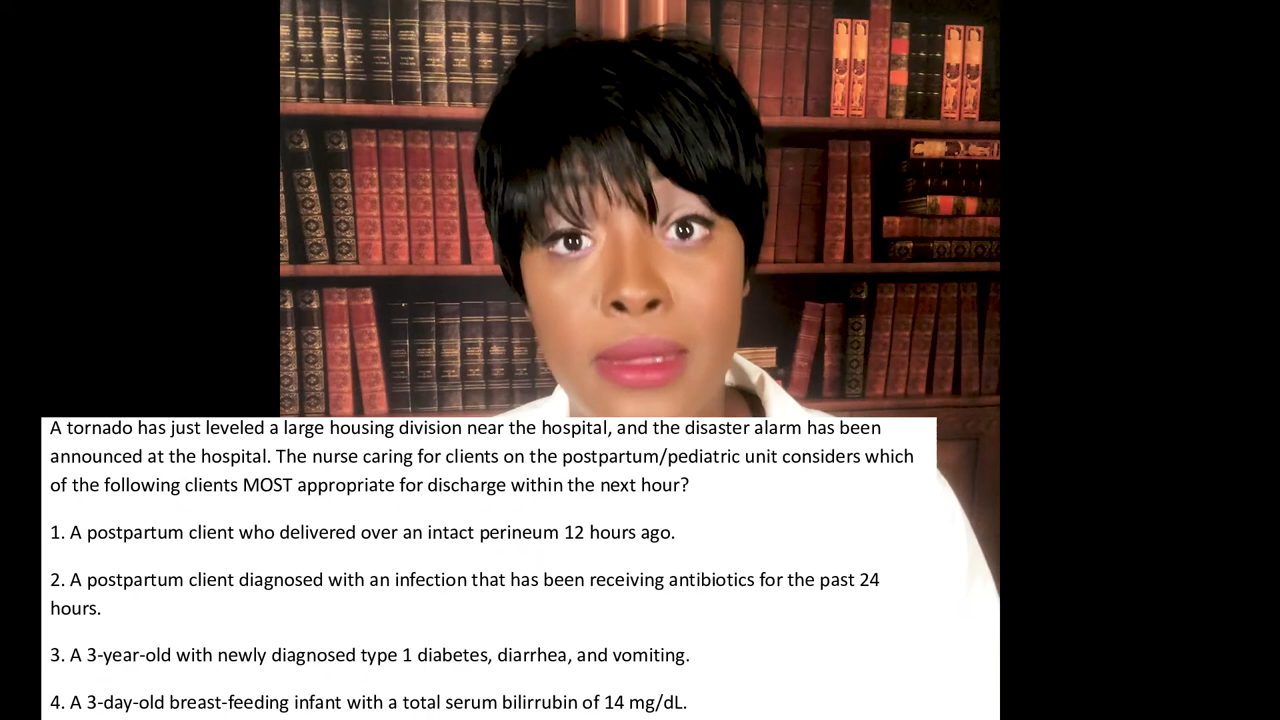 A tornado has just leveled a large housing division near the hospital, and the disaster alarm has been
announced at the hospital. The nurse caring for clients on the postpartum/pediatric unit considers which
of the following clients MOST appropriate for discharge within the next hour?
1. A postpartum client who delivered over an intact perineum 12 hours ago.
2. A postpartum client diagnosed with an infection that has been receiving antibiotics for the past 24
hours.
3. A 3-year-old with newly diagnosed type 1 diabetes, diarrhea, and vomiting.
4. A 3-day-old breast-feeding infant with a total serum bilirrubin of 14 mg/dL.